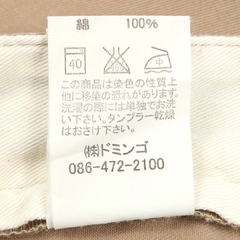 綿 100%
40 中
この商品は染色の性質上
他に移染の恐れがあります。
洗濯の際には単独でお洗
い下さい。タンブラー乾燥
はおさけ下さい。
㈱ドミンゴ
086-472-2100